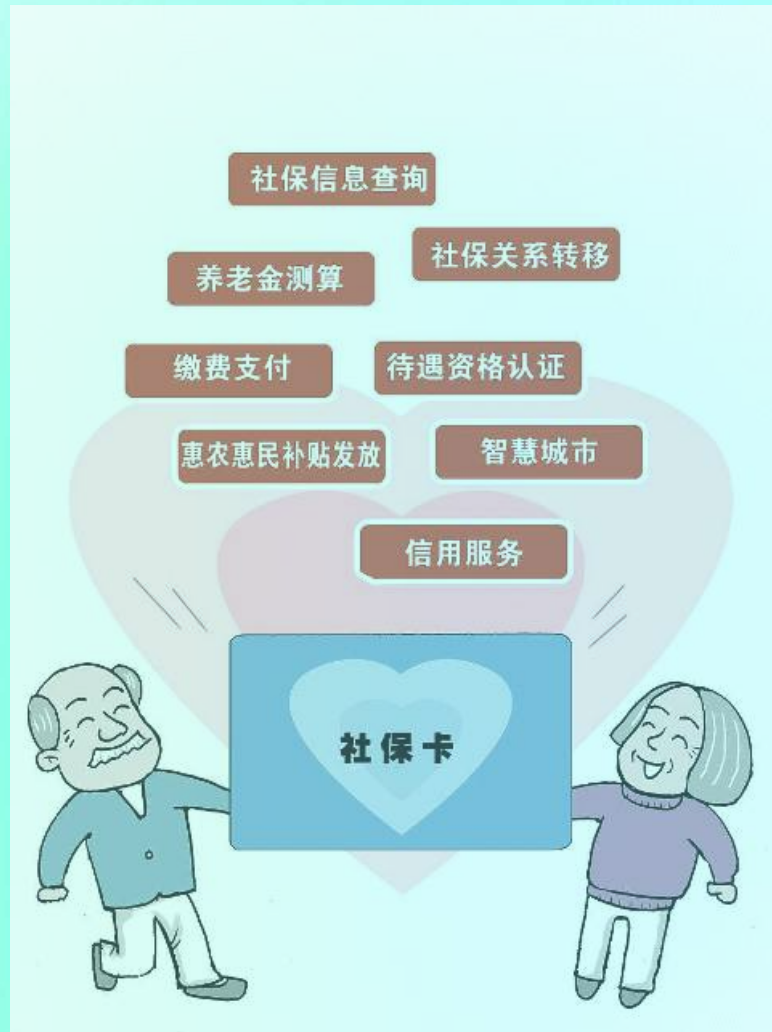 社保信息查询
社保关系转移
养老金测算
缴费支付
待遇资格认证
惠农惠民补贴发放
智慧城市
信用服务
社保卡